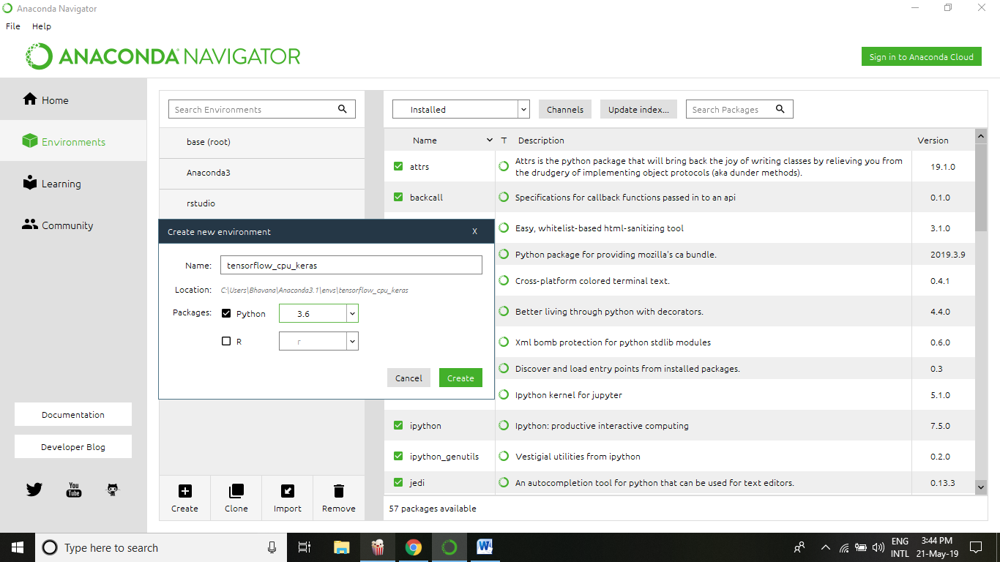 Anaconda Navigator
File Help
ANACONDA NAVIGATOR
Sign in to Anaconda Cloud
Home
Environments
Learning
Community
Documentation
Developer Blog
You
Tube
Search Environments
base (root)
Anaconda3
rstudio
Create new environment X
Name: tensorflow_cpu_keras
Location: C:\Users\Bhavana\Anaconda3.1\envs\tensorflow_cpu_keras
Packages: Python 3.6
R r
Cancel Create
Create Clone Import Remove
Installed Channels Update index... Search Packages
Name T Description Version
attrs Attrs is the python package that will bring back the joy of writing classes by relieving you from
the drudgery of implementing object protocols (aka dunder methods). 19.1.0
backcall Specifications for callback functions passed in to an api 0.1.0
Easy, whitelist-based html-sanitizing tool 3.1.0
Python package for providing mozilla's ca bundle. 2019.3.9
Cross-platform colored terminal text. 0.4.1
Better living through python with decorators. 4.4.0
Xml bomb protection for python stdlib modules 0.6.0
Discover and load entry points from installed packages. 0.3
Ipython kernel for jupyter 5.1.0
ipython Ipython: productive interactive computing 7.5.0
ipython_genutils Vestigial utilities from ipython 0.2.0
jedi An autocompletion tool for python that can be used for text editors. 0.13.3
57 packages available
Type here to search
W
ENG
INTL
3:44 PM
21-May-19